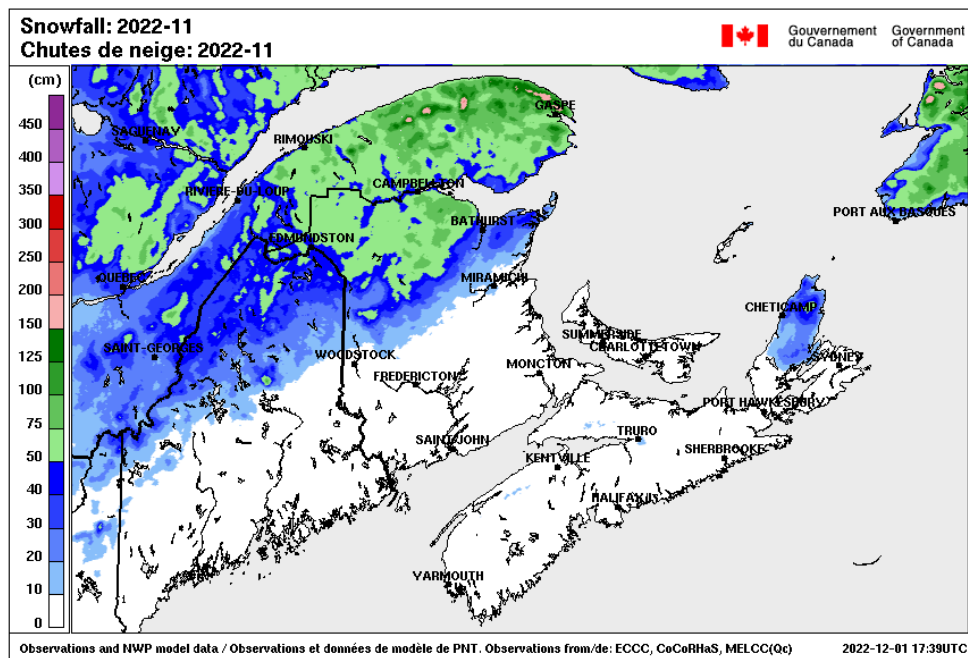 Snowfall: 2022-11
Chutes de neige: 2022-11
Gouvernement du Canada
Government of Canada
(cm)
450
400
350
300
250
200
150
125
100
75
50
40
30
20
10
0
SAGUENAY
RIMOUSKI
GASPE
RIVIERE-DU-LOUP
CAMPBELLTON
BATHURST
PORT AUX BASQUES
EDMUNDSTON
QUEBEC
MIRAMICHI
CHETICAMP
SAINT-GEORGES
SUMMERSIDE
CHARLOTTETOWN
WOODSTOCK
SYDNEY
FREDERICTON
MONCTON
PORT HAWKESBURY
SAINT JOHN
TRURO
SHERBROOKE
KENTVILLE
HALIFAX
YARMOUTH
Observations and NWP model data / Observations et données de modèle de PNT. Observations from/de: ECCC, CoCoRHaS, MELCC(Qc)
2022-12-01 17:39UTC